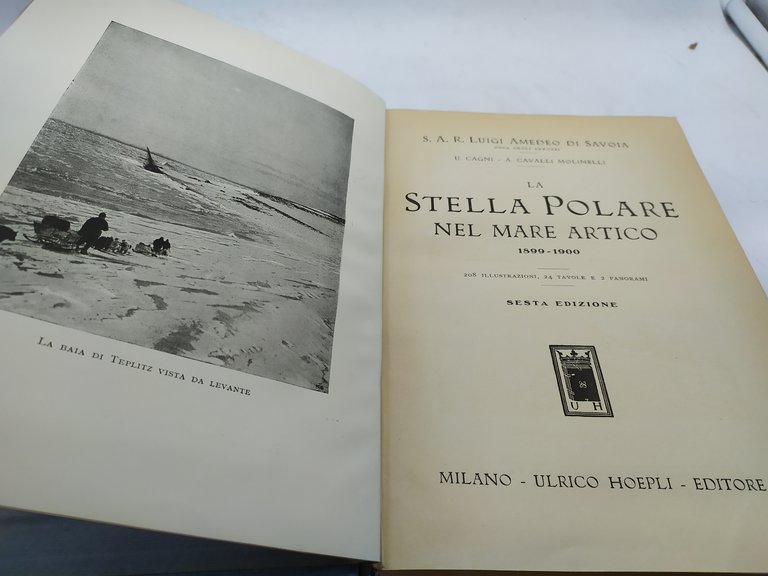 LA BAIA DI TEPLITZ VISTA DA LEVANTE
S. A. R. LUIGI AMEDEO DI SAVOIA
DUCA DEGLI ABRUZZI
U. CAGNI - A. CAVALLI MOLINELLI
LA
STELLA POLARE
NEL MARE ARTICO
1899-1900
208 ILLUSTRAZIONI, 24 TAVOLE E 2 PANORAMI
SESTA EDIZIONE
U H
MILANO - ULRICO HOEPLI - EDITORE